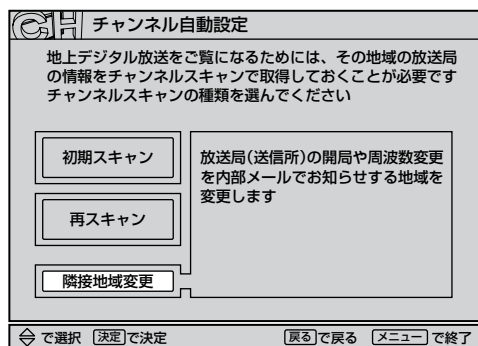 CH チャンネル自動設定
地上デジタル放送をご覧になるためには、その地域の放送局
の情報をチャンネルスキャンで取得しておくことが必要です
チャンネルスキャンの種類を選んでください
初期スキャン
再スキャン
隣接地域変更
放送局(送信所)の開局や周波数変更
を内部メールでお知らせする地域を
変更します
で選択 決定で決定 戻るで戻る メニューで終了